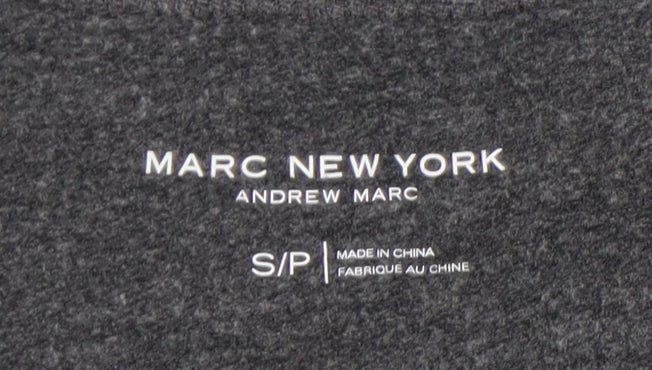 MARC NEW YORK
ANDREW MARC
S/P
MADE IN CHINA
FABRIQUE AU CHINE